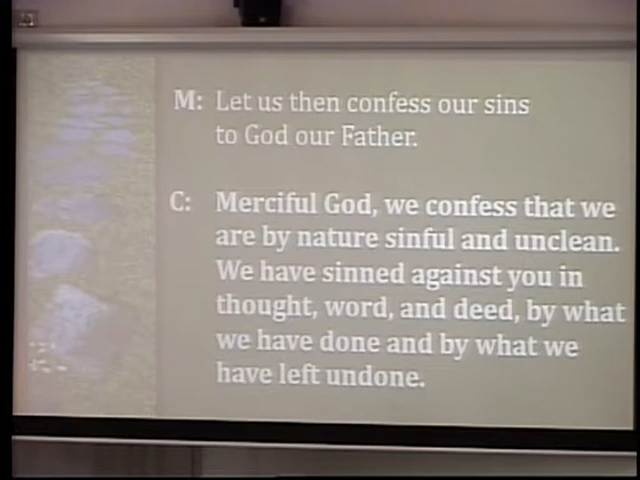 M: Let us then confess our sins
to God our Father.
C: Merciful God, we confess that we
are by nature sinful and unclean.
We have sinned against you in
thought, word, and deed, by what
we have done and by what we
have left undone.